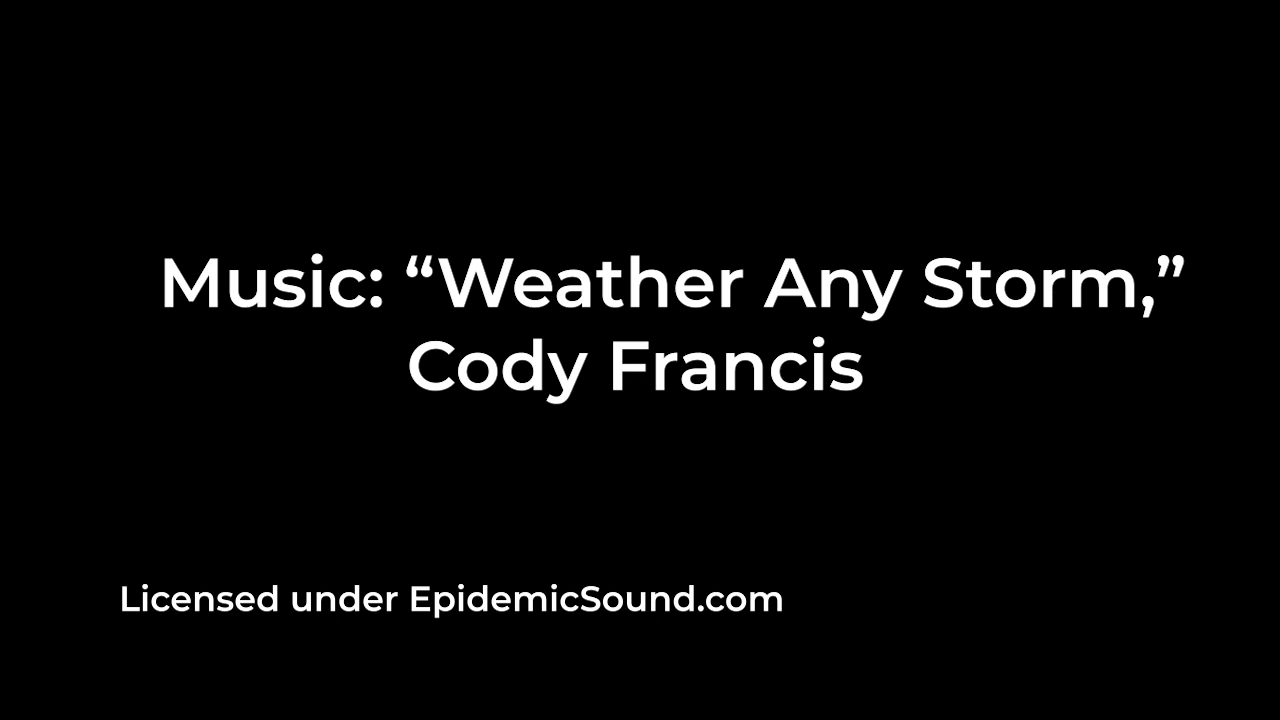 Music: “Weather Any Storm,”
Cody Francis
Licensed under EpidemicSound.com